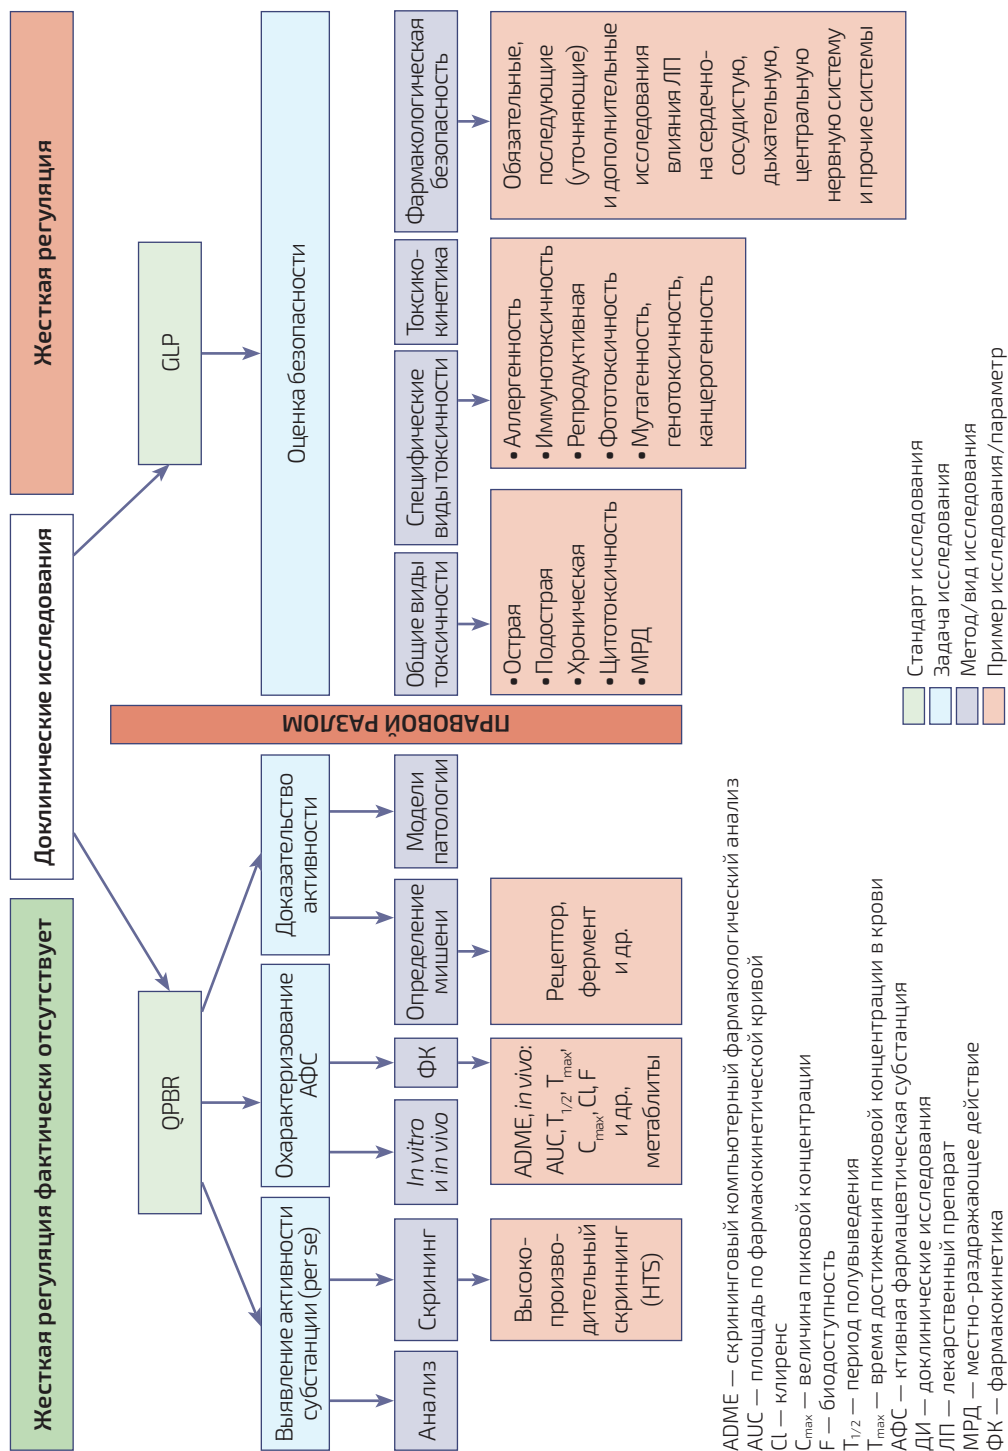 Жесткая регуляция фактически отсутствует
Доклинические исследования
Жесткая регуляция
QPBR
GLP
Выявление активности
субстанции (per se)
Охарактеризование
АФС
Доказательство
активности
Оценка безопасности
Анализ
Скрининг
In vitro
и in vivo
ФК
Определение
мишени
Модели
патологии
ПРАВОВОЙ РАЗЛОМ
Общие виды
токсичности
Специфические
виды токсичности
Токсико-
кинетика
Фармакологическая
безопасность
Высоко-
произво-
дительный
скриннинг
(HTS)
ADME, in vivo:
AUC, T1/2, Tmax,
Cmax, Cl, F
и др.,
метаблиты
Рецептор,
фермент
и др.
• Острая
• Подострая
• Хроническая
• Цитотоксичность
• МРД
• Аллергенность
• Иммунотоксичность
• Репродуктивная
• Фототоксичность
• Мутагенность,
генотоксичность,
канцерогенность
Обязательные,
последующие
(уточняющие)
и дополнительные
исследования
влияния ЛП
на сердечно-
сосудистую,
дыхательную,
центральную
нервную систему
и прочие системы
ADME — скрининговый компьютерный фармакологический анализ
AUC — площадь по фармакокинетической кривой
Cl — клиренс
Cmax — величина пиковой концентрации
F — биодоступность
T1/2 — период полувыведения
Tmax — время достижения пиковой концентрации в крови
АФС — ктивная фармацевтическая субстанция
ДИ — доклинические исследования
ЛП — лекарственный препарат
МРД — местно-раздражающее действие
ФК — фармакокинетика
Стандарт исследования
Задача исследования
Метод/вид исследования
Пример исследования/параметр